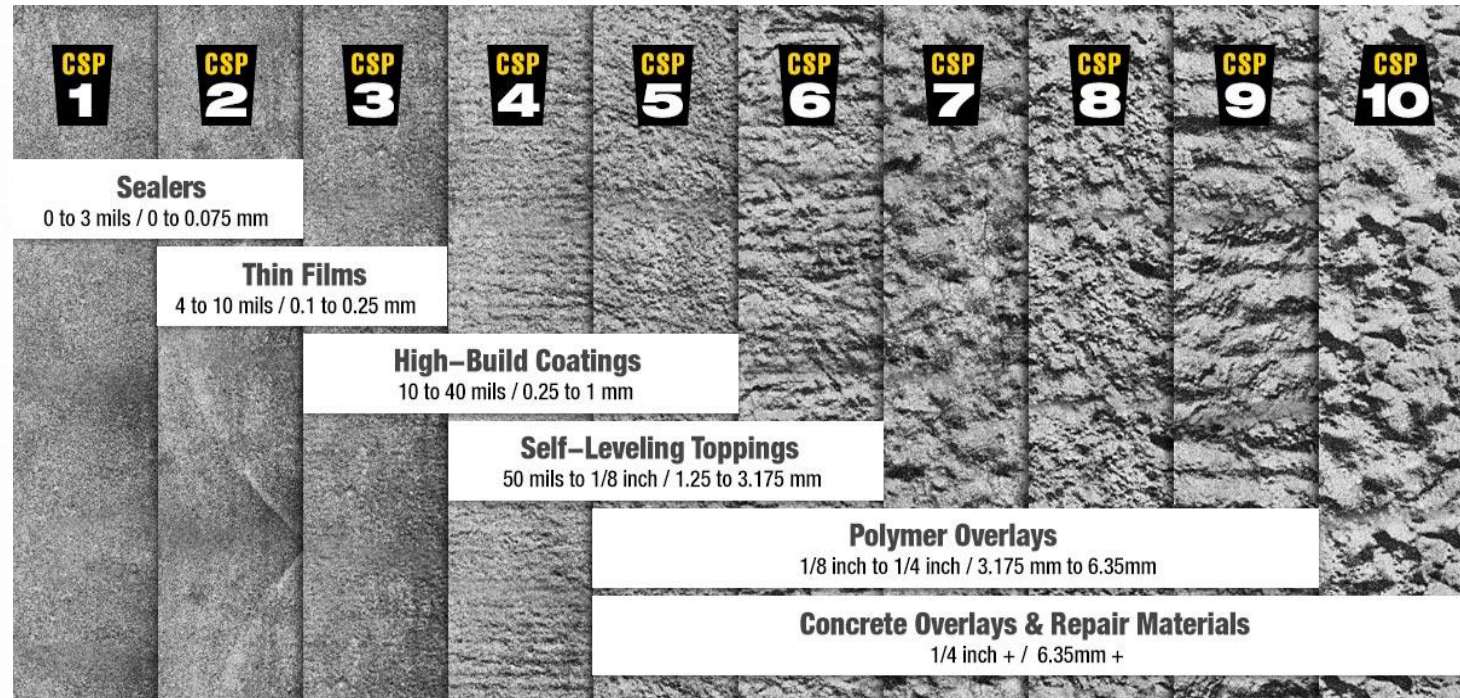 CSP
1
CSP
2
CSP
3
CSP
4
CSP
5
CSP
6
CSP
7
CSP
8
CSP
9
CSP
10
Sealers
0 to 3 mils / 0 to 0.075 mm
Thin Films
4 to 10 mils / 0.1 to 0.25 mm
High–Build Coatings
10 to 40 mils / 0.25 to 1 mm
Self–Leveling Toppings
50 mils to 1/8 inch / 1.25 to 3.175 mm
Polymer Overlays
1/8 inch to 1/4 inch / 3.175 mm to 6.35mm
Concrete Overlays & Repair Materials
1/4 inch + / 6.35mm +